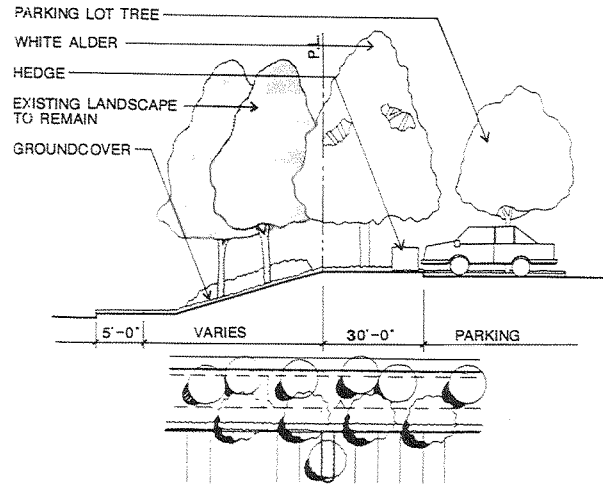 PARKING LOT TREE
WHITE ALDER
P.L.
HEDGE
EXISTING LANDSCAPE
TO REMAIN
GROUNDCOVER
5'-0"
VARIES
30'-0"
PARKING